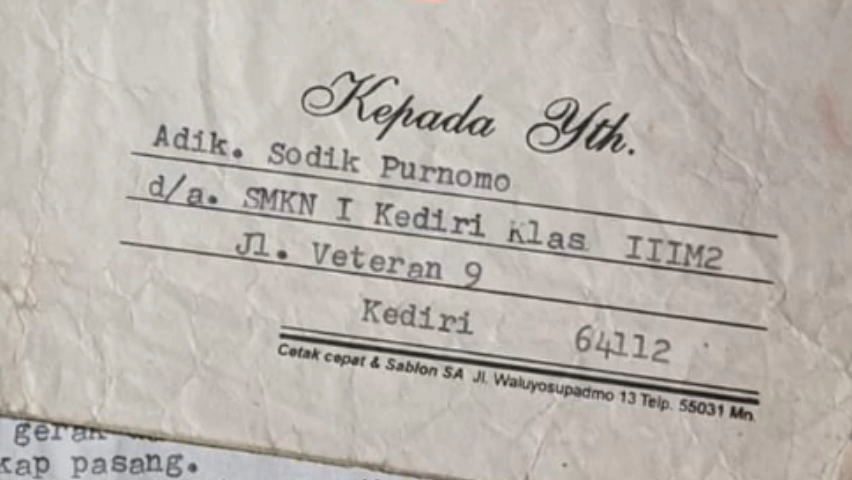 Kepada Yth.
Adik. Sodik Purnomo
d/a. SMKN I Kediri Klas IIIM2
Jl. Veteran 9
Kediri 64112
Cetak cepat & Sablon SA Jl. Waluyosupadmo 13 Telp. 55031 Mn.
gerak
kap pasang.